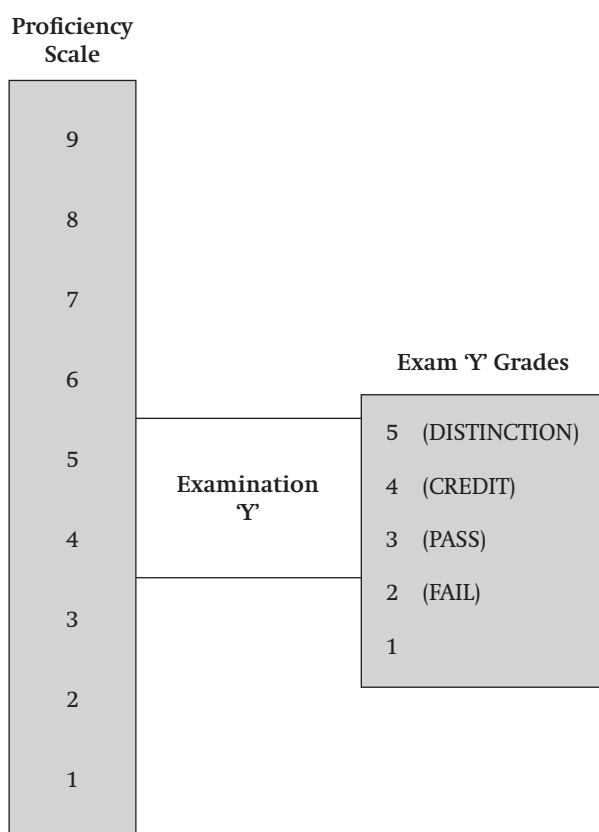 Proficiency
Scale
9
8
7
6
5
4
3
2
1
Examination
‘Y’
Exam ‘Y’ Grades
5 (DISTINCTION)
4 (CREDIT)
3 (PASS)
2 (FAIL)
1